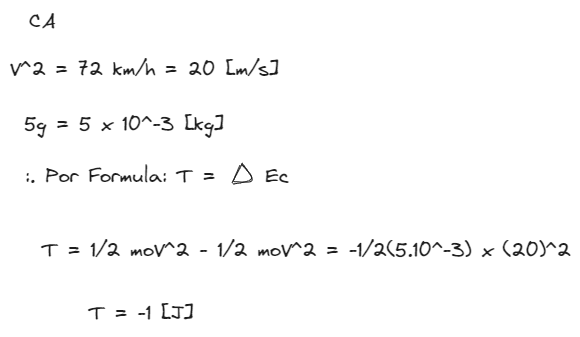 CA
V^2 = 72 km/h = 20 [m/s]
5g = 5 x 10^-3 [kg]
:. Por Formula: T = △ Ec
T = 1/2 moV^2 - 1/2 moV^2 = -1/2(5.10^-3) x (20)^2
T = -1 [J]